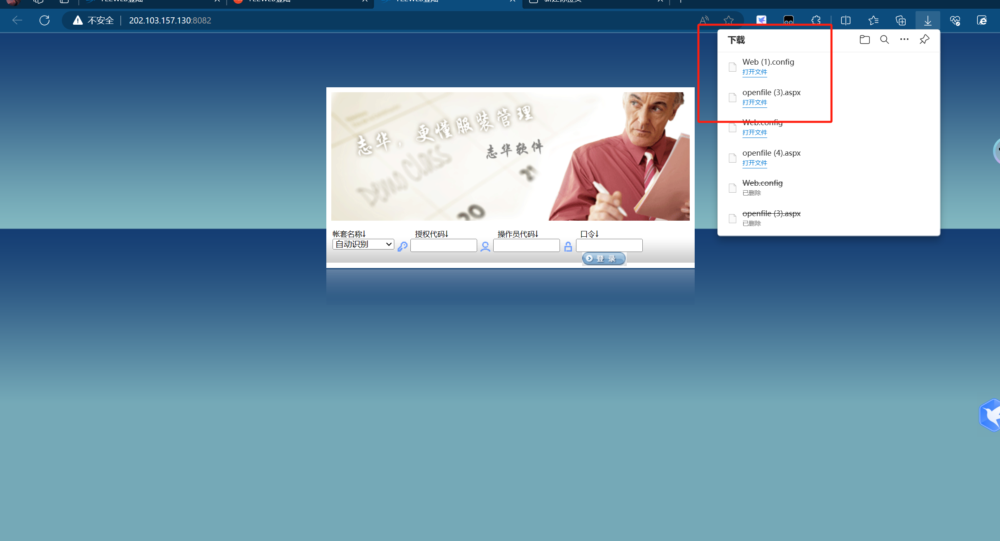 不安全 202.103.157.130:8082
下载
Web (1).config
打开文件
openfile (3).aspx
打开文件
Web.config
打开文件
openfile (4).aspx
打开文件
Web.config
已删除
openfile (3).aspx
已删除
志华，更懂服装管理
志华软件
20
帐套名称↓ 授权代码↓ 操作员代码↓ 口令↓
自动识别
登录